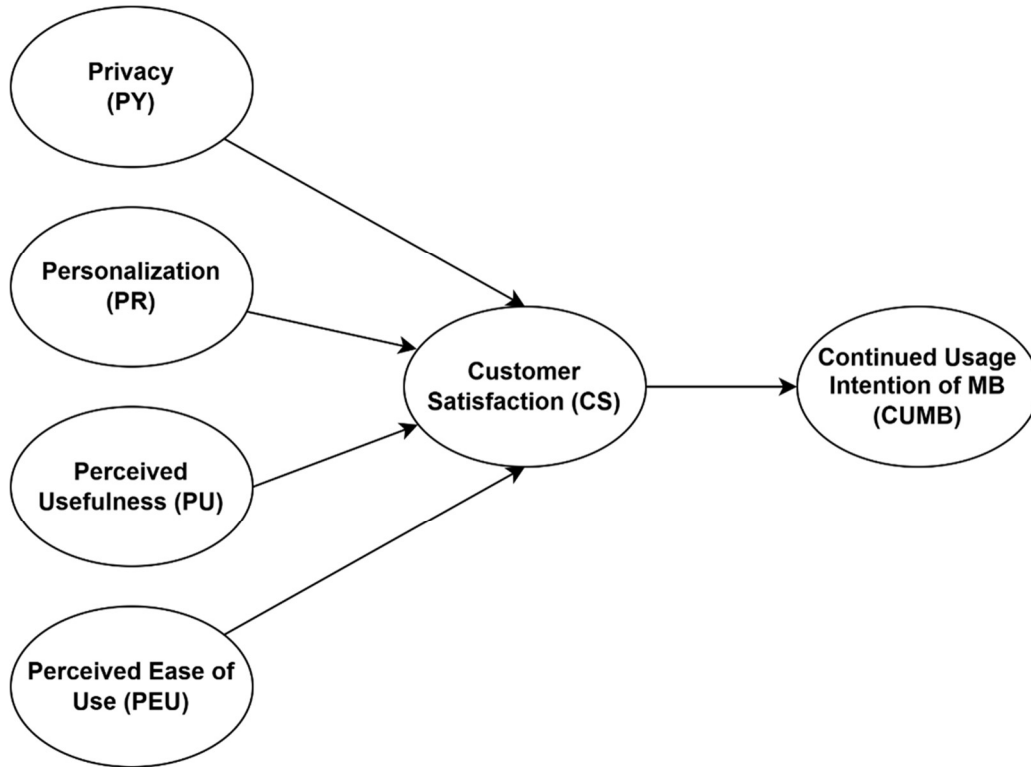 Privacy
(PY)
Personalization
(PR)
Perceived
Usefulness (PU)
Perceived Ease of
Use (PEU)
Customer
Satisfaction (CS)
Continued Usage
Intention of MB
(CUMB)